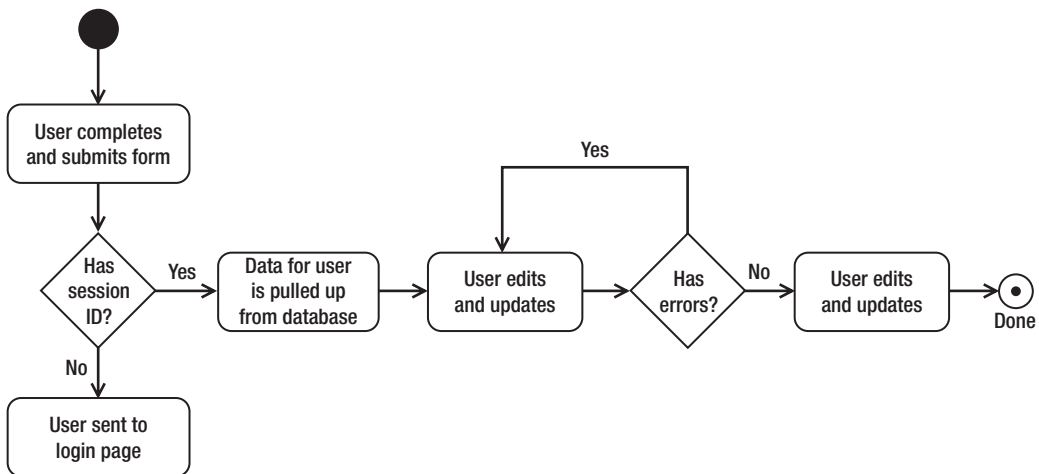 User completes
and submits form
Has
session
ID?
Yes
No
User sent to
login page
Data for user
is pulled up
from database
User edits
and updates
Has
errors?
Yes
No
User edits
and updates
Done